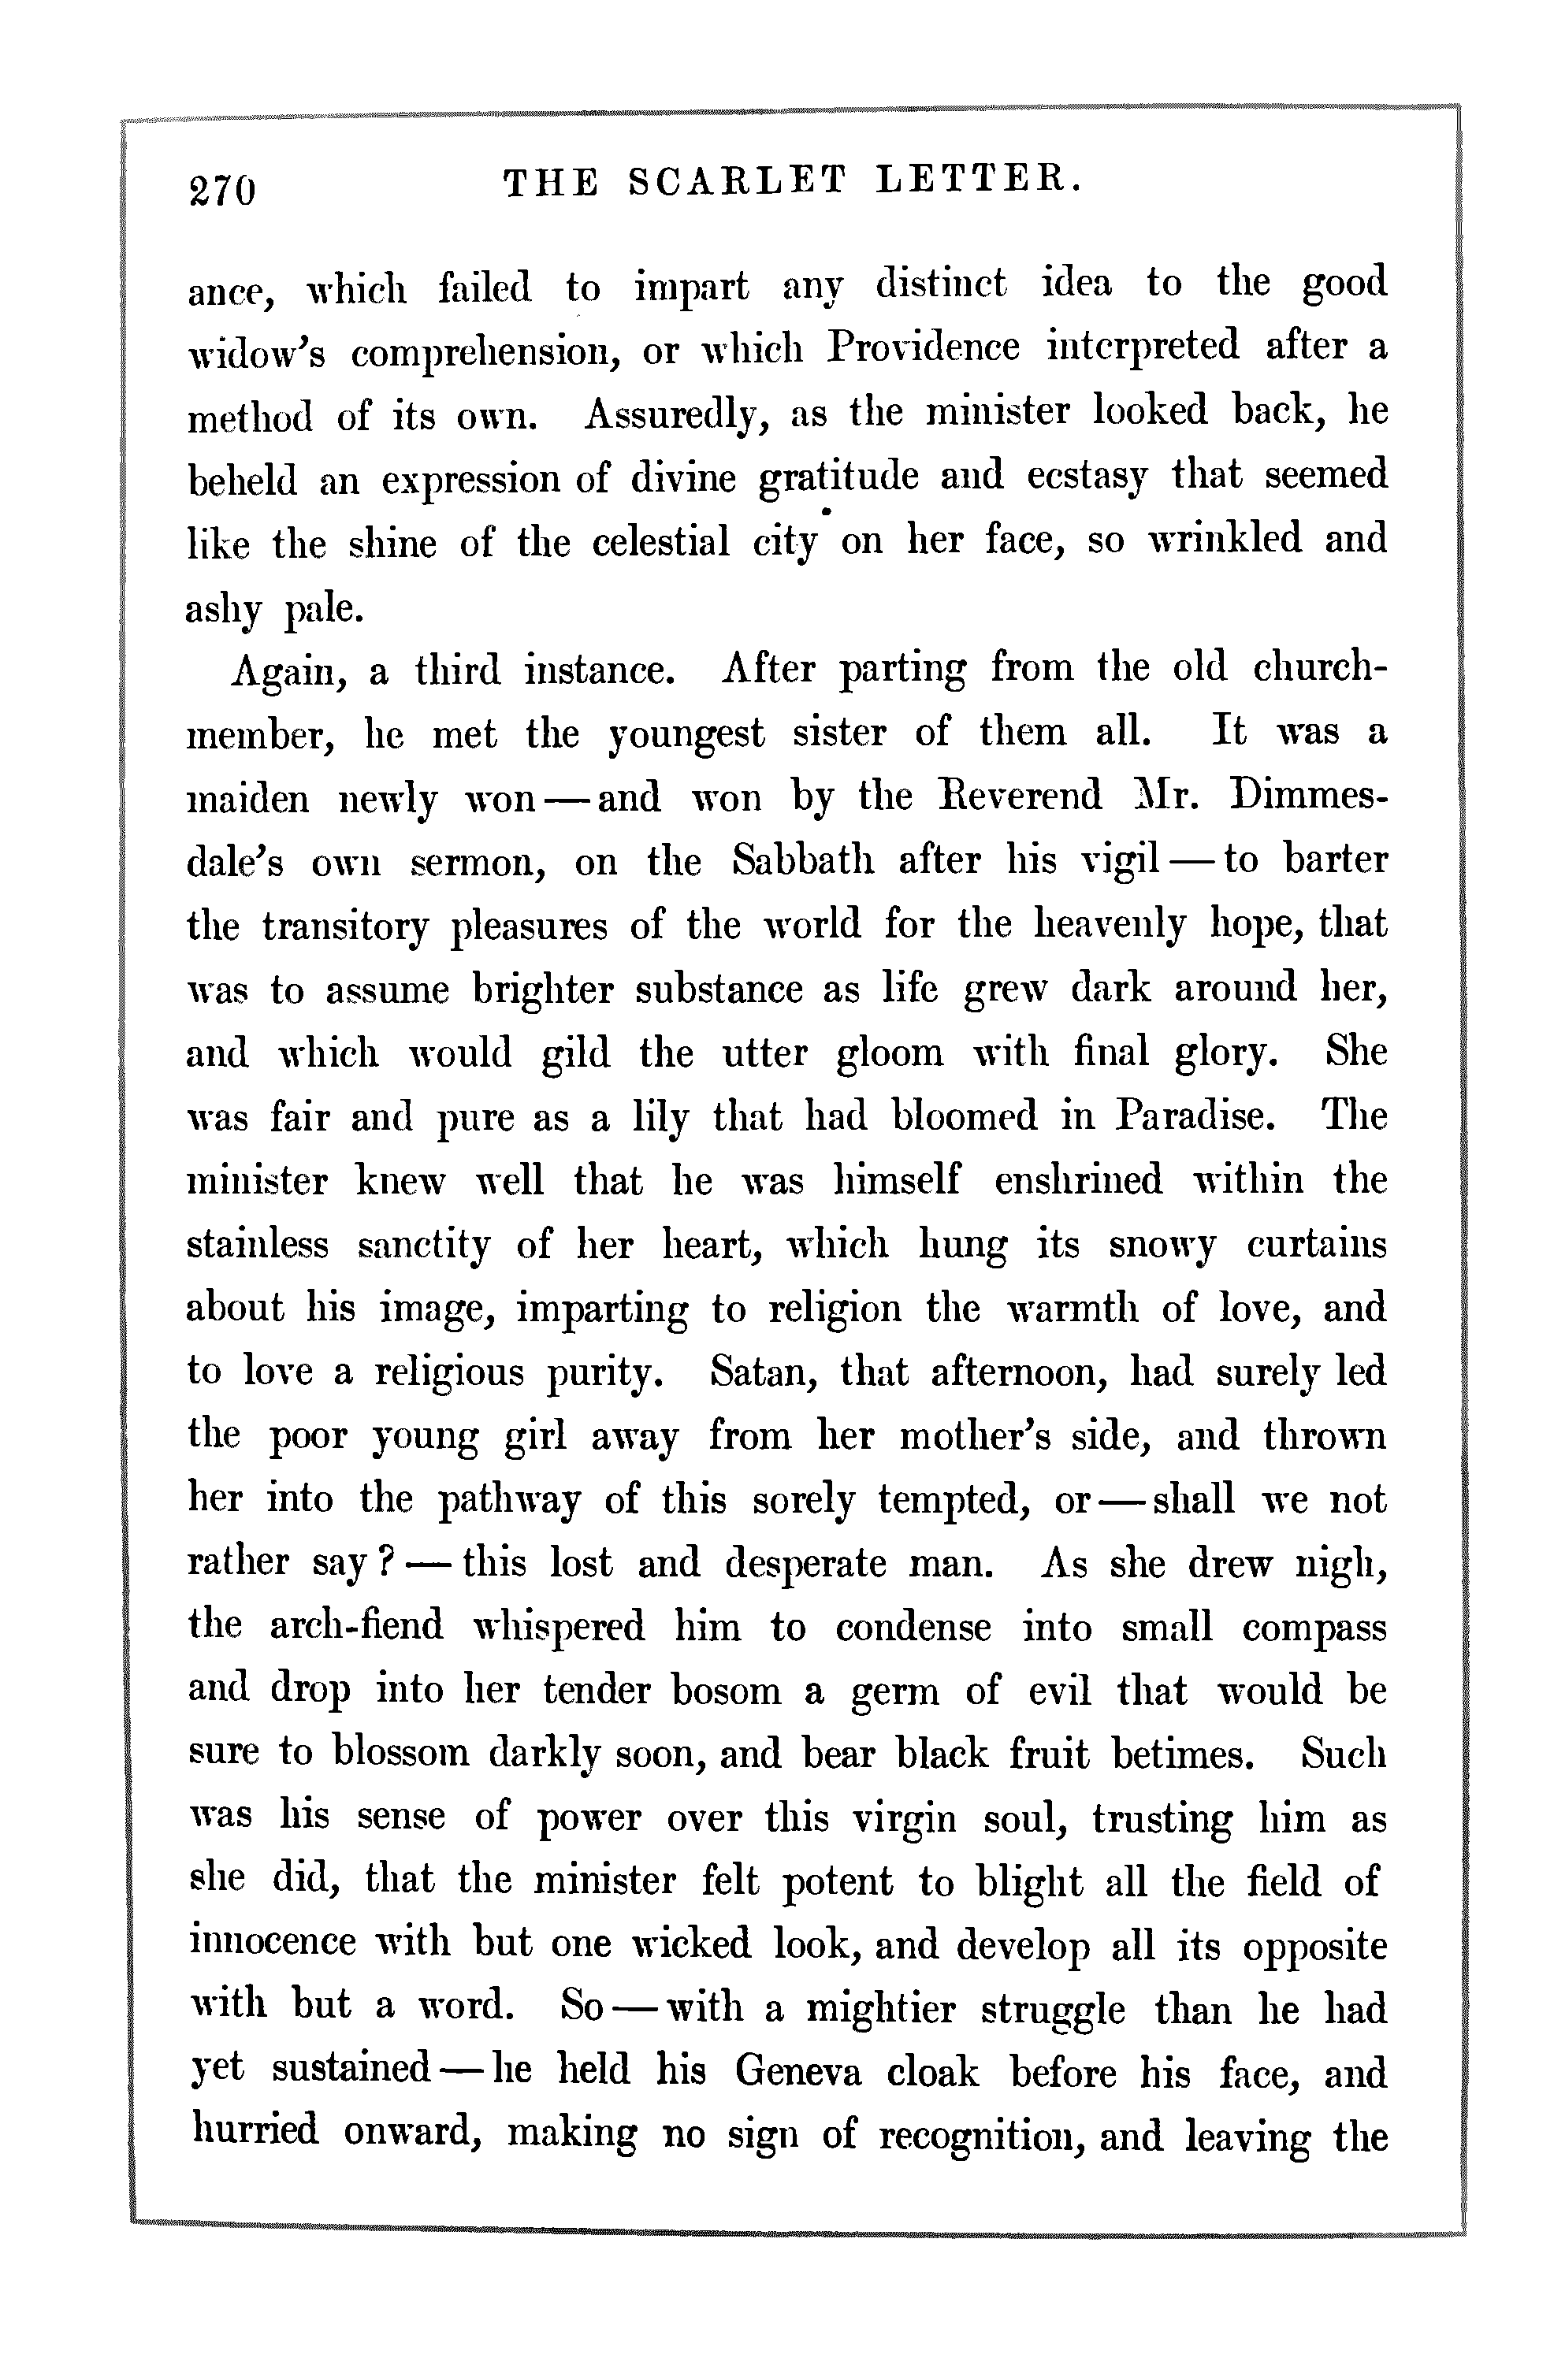 270 THE SCARLET LETTER.
ance, which failed to impart any distinct idea to the good
widow's comprehension, or which Providence interpreted after a
method of its own. Assuredly, as the minister looked back, he
beheld an expression of divine gratitude and ecstasy that seemed
like the shine of the celestial city on her face, so wrinkled and
ashy pale.
Again, a third instance. After parting from the old church-
member, he met the youngest sister of them all. It was a
maiden newly won — and won by the Reverend Mr. Dimmes-
dale's own sermon, on the Sabbath after his vigil — to barter
the transitory pleasures of the world for the heavenly hope, that
was to assume brighter substance as life grew dark around her,
and which would gild the utter gloom with final glory. She
was fair and pure as a lily that had bloomed in Paradise. The
minister knew well that he was himself enshrined within the
stainless sanctity of her heart, which hung its snowy curtains
about his image, imparting to religion the warmth of love, and
to love a religious purity. Satan, that afternoon, had surely led
the poor young girl away from her mother's side, and thrown
her into the pathway of this sorely tempted, or — shall we not
rather say? — this lost and desperate man. As she drew nigh,
the arch-fiend whispered him to condense into small compass
and drop into her tender bosom a germ of evil that would be
sure to blossom darkly soon, and bear black fruit betimes. Such
was his sense of power over this virgin soul, trusting him as
she did, that the minister felt potent to blight all the field of
innocence with but one wicked look, and develop all its opposite
with but a word. So — with a mightier struggle than he had
yet sustained — he held his Geneva cloak before his face, and
hurried onward, making no sign of recognition, and leaving the